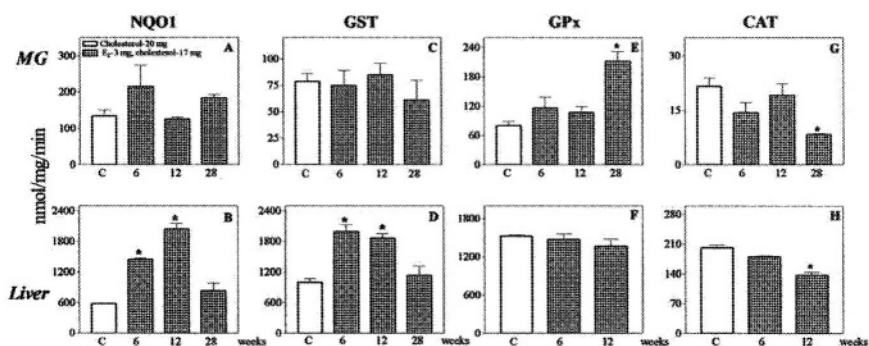 NQO1 GST GPx CAT
MG
Liver
nmol/mg/min
Cholesterol-20 mg
E₂-3 mg, cholesterol-17 mg
A
300
200
100
0
C 6 12 28
C
100
75
50
25
0
C 6 12 28
E
240
180
120
60
0
C 6 12 28
*
G
30
15
0
C 6 12 28
*
B
2400
1800
1200
600
0
C 6 12 28 weeks
* *
D
2400
1800
1200
600
0
C 6 12 28 weeks
* *
F
1800
1200
600
0
C 6 12 weeks
H
280
210
140
70
0
C 6 12 weeks
*